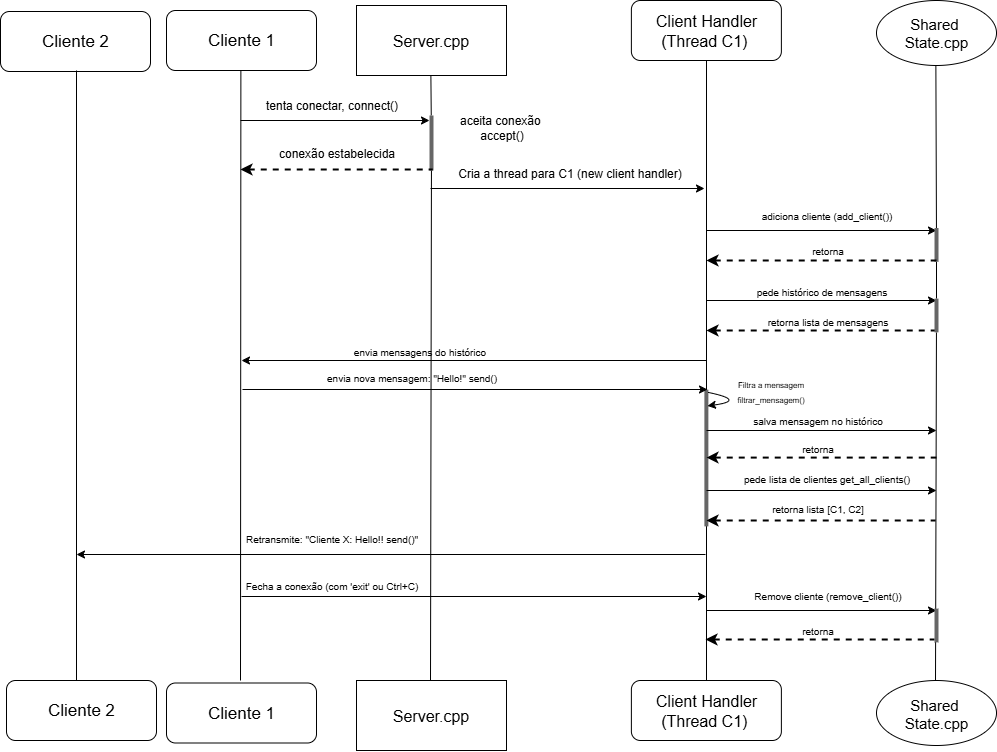 Cliente 2
Cliente 1
Server.cpp
Client Handler
(Thread C1)
Shared
State.cpp
tenta conectar, connect()
aceita conexão
accept()
conexão estabelecida
Cria a thread para C1 (new client handler)
adiciona cliente (add_client())
retorna
pede histórico de mensagens
retorna lista de mensagens
envia mensagens do histórico
envia nova mensagem: "Hello!" send()
Filtra a mensagem
filtrar_mensagem()
salva mensagem no histórico
retorna
pede lista de clientes get_all_clients()
retorna lista [C1, C2]
Retransmite: "Cliente X: Hello!! send()"
Fecha a conexão (com 'exit' ou Ctrl+C)
Remove cliente (remove_client())
retorna
Cliente 2
Cliente 1
Server.cpp
Client Handler
(Thread C1)
Shared
State.cpp